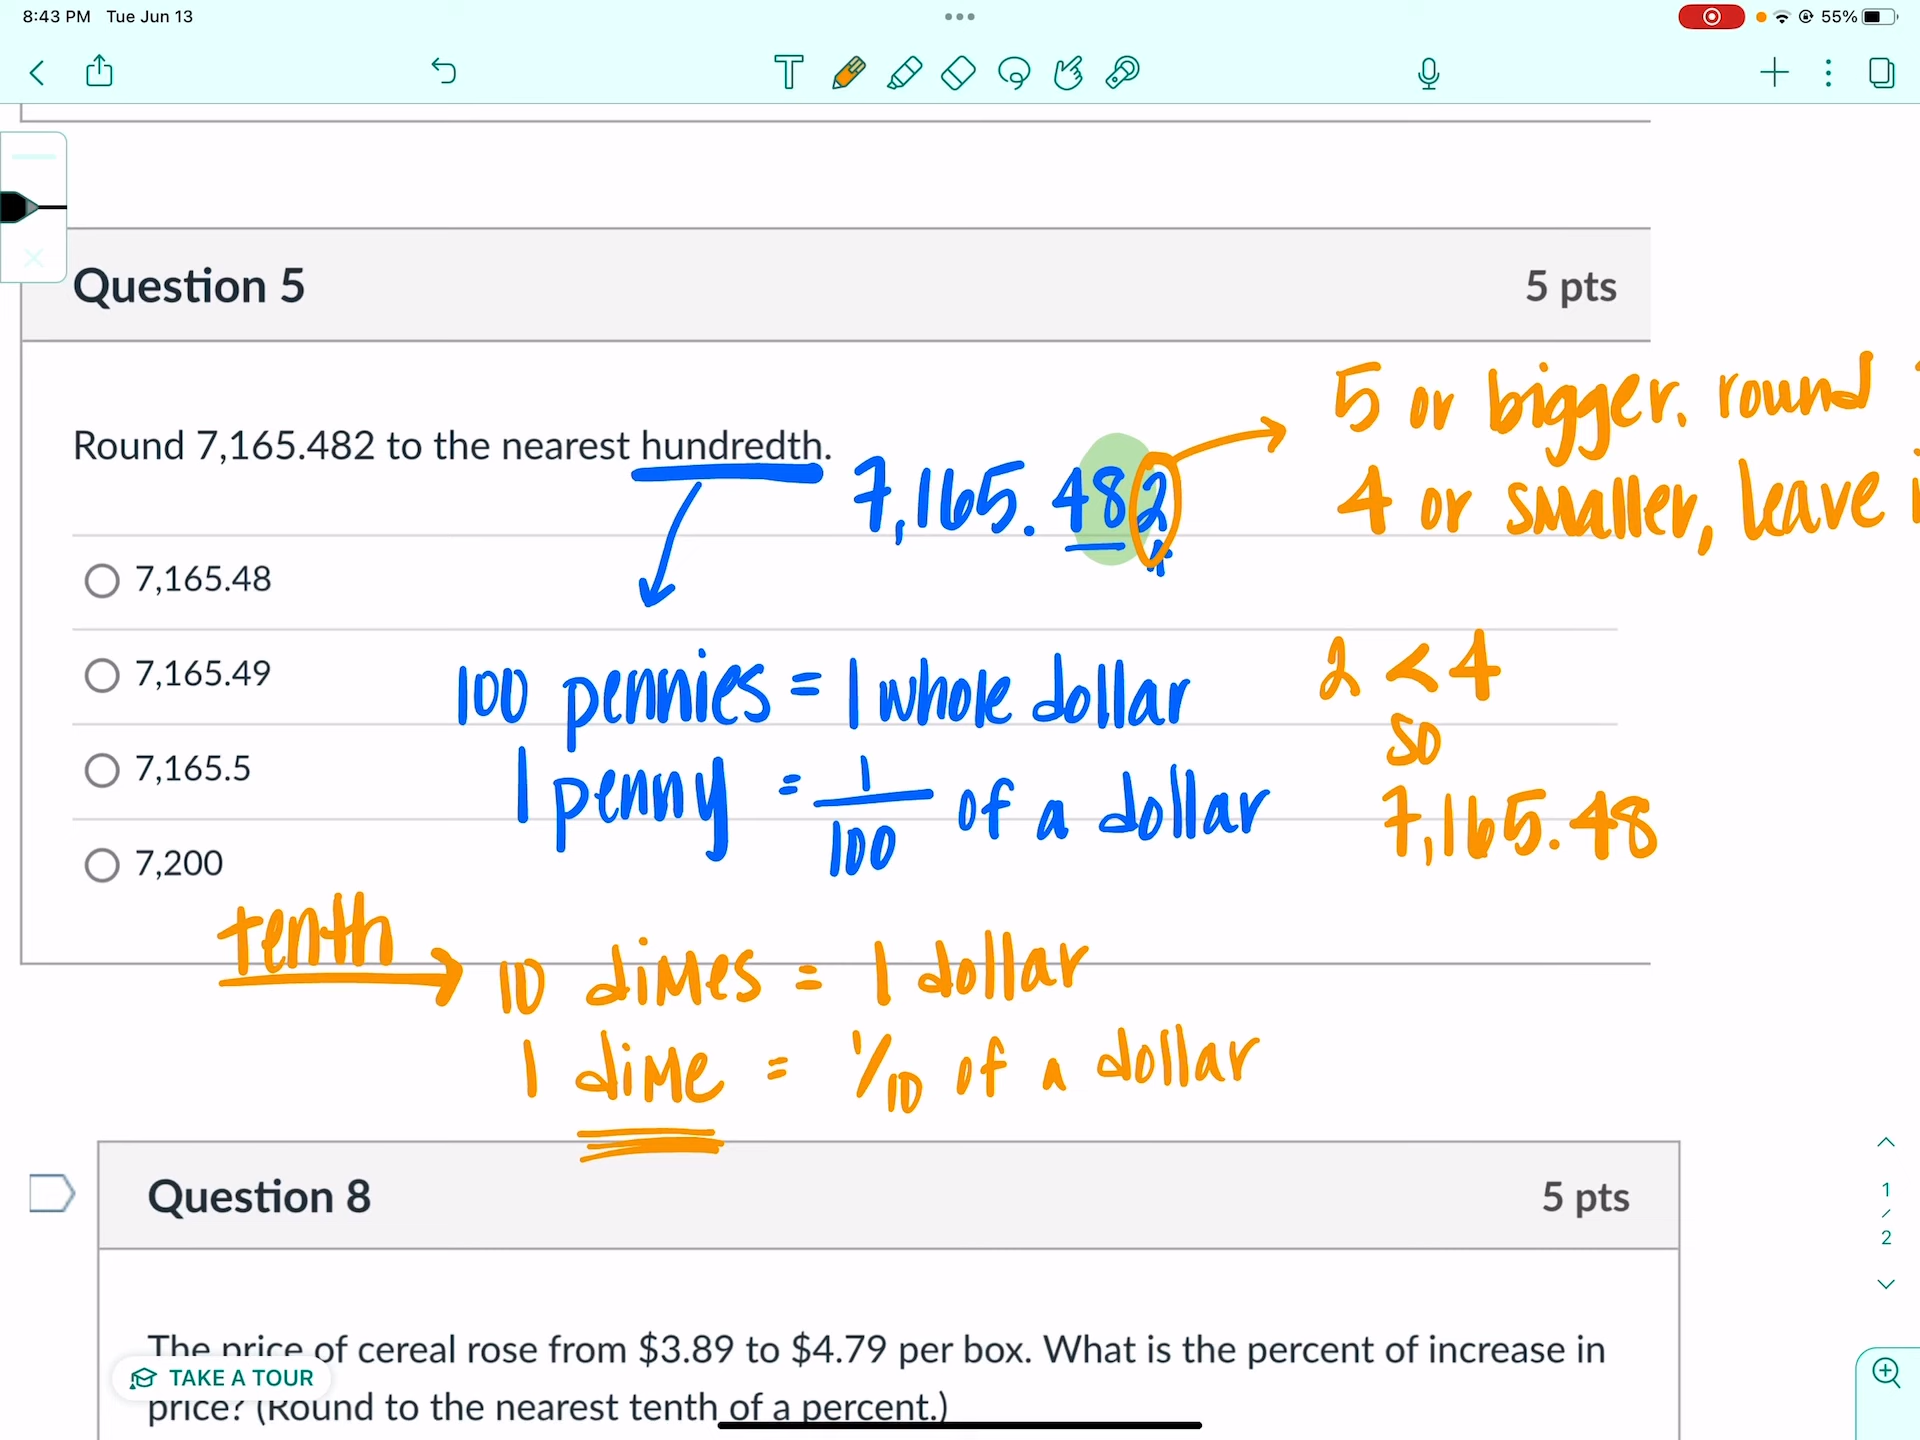 8:43 PM Tue Jun 13
55%
Question 5
5 pts
Round 7,165.482 to the nearest hundredth.
7,165.482
5 or bigger, round
4 or smaller, leave
7,165.48
7,165.49
7,165.5
7,200
100 pennies = 1 whole dollar
1 penny = 1/100 of a dollar
2 < 4
so
7,165.48
tenth
10 dimes = 1 dollar
1 dime = 1/10 of a dollar
Question 8
5 pts
The price of cereal rose from $3.89 to $4.79 per box. What is the percent of increase in
price? (Round to the nearest tenth of a percent.)
TAKE A TOUR
1
/
2